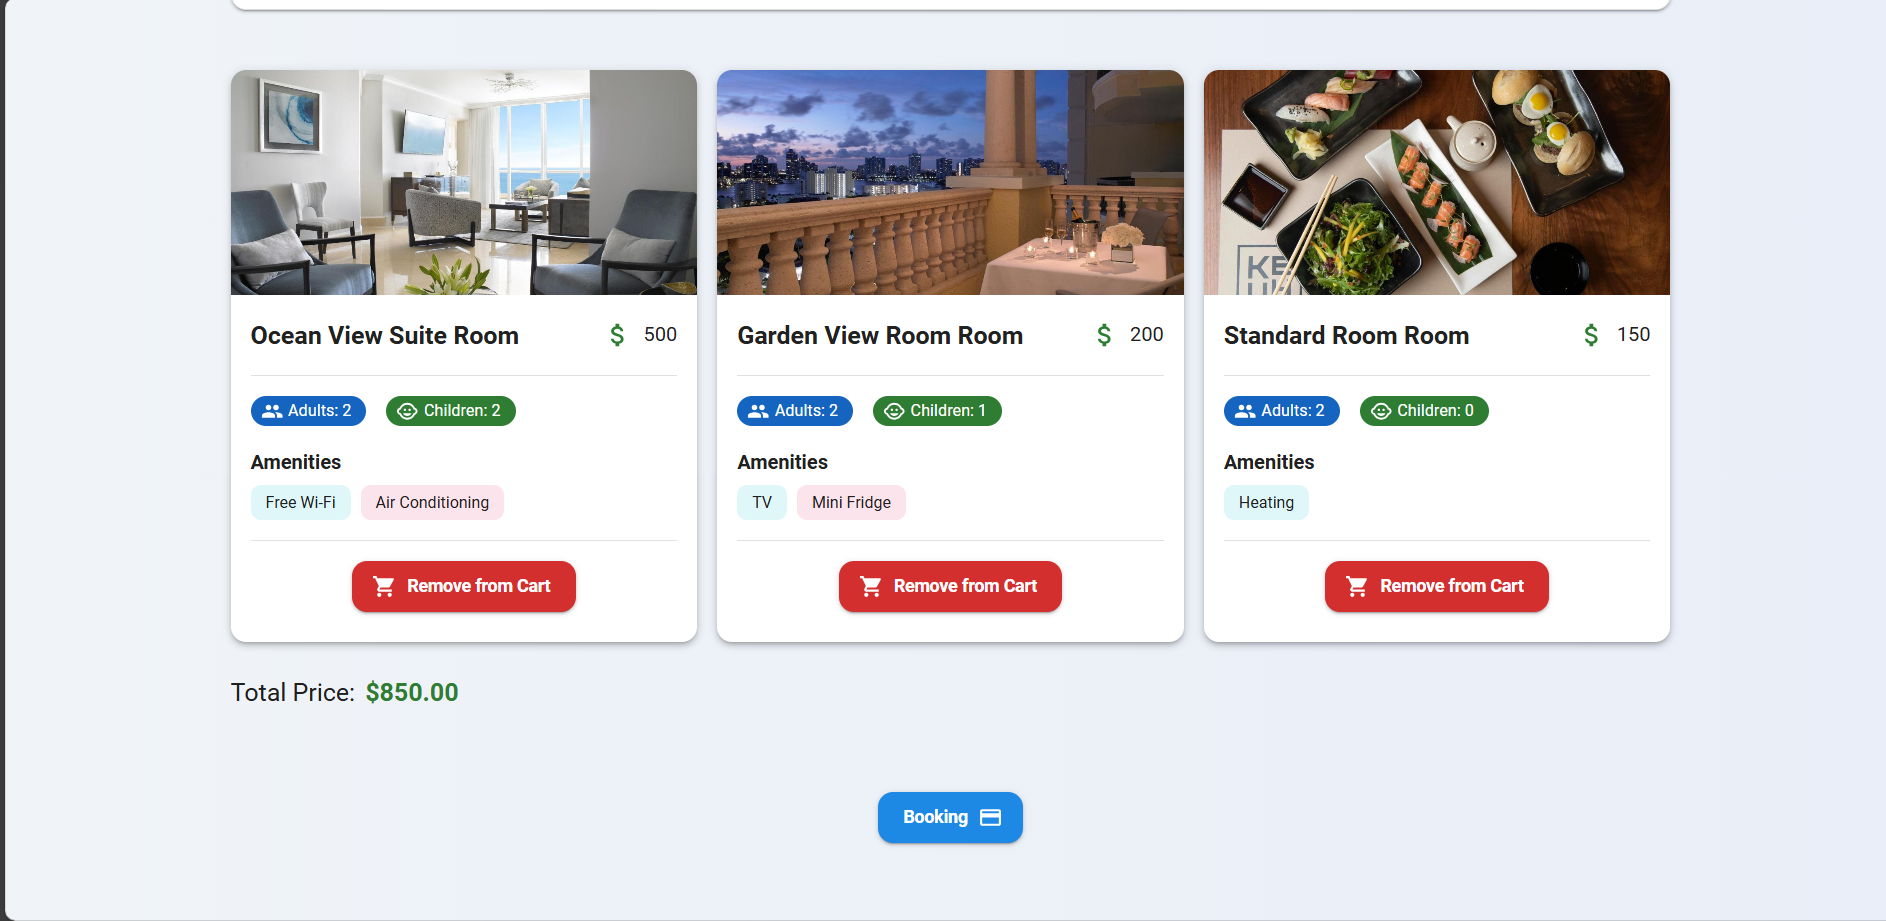 Ocean View Suite Room $ 500
Adults: 2 Children: 2
Amenities
Free Wi-Fi Air Conditioning
Remove from Cart
Garden View Room Room $ 200
Adults: 2 Children: 1
Amenities
TV Mini Fridge
Remove from Cart
KE
Standard Room Room $ 150
Adults: 2 Children: 0
Amenities
Heating
Remove from Cart
Total Price: $850.00
Booking